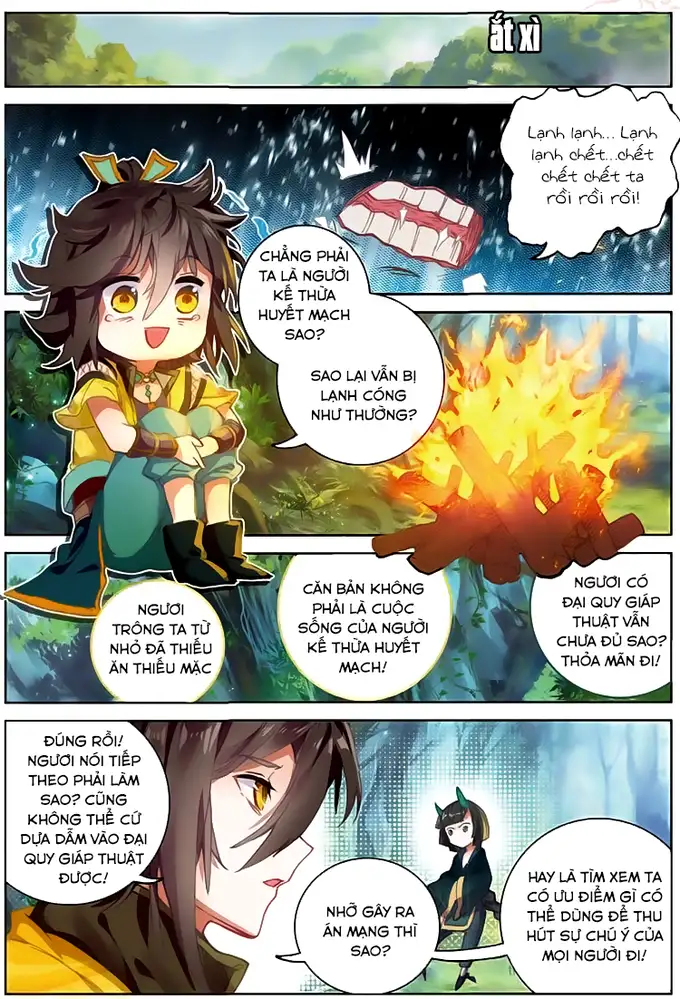 ắt xì
Lạnh lạnh... Lạnh
lạnh chết...chết
chết chết ta
rồi rồi rồi!
CHẲNG PHẢI
TA LÀ NGƯỜI
KẾ THỪA
HUYẾT MẠCH
SAO?
SAO LẠI VẪN BỊ
LẠNH CÓNG
NHƯ THƯỜNG?
NGƯƠI
TRÔNG TA TỪ
NHỎ ĐÃ THIẾU
ĂN THIẾU MẶC
CĂN BẢN KHÔNG
PHẢI LÀ CUỘC
SỐNG CỦA NGƯỜI
KẾ THỪA HUYẾT
MẠCH!
NGƯƠI CÓ
ĐẠI QUY GIÁP
THUẬT VẪN
CHƯA ĐỦ SAO?
THỎA MÃN ĐI!
ĐÚNG RỒI!
NGƯƠI NÓI TIẾP
THEO PHẢI LÀM
SAO? CŨNG
KHÔNG THỂ CỨ
DỰA DẪM VÀO ĐẠI
QUY GIÁP THUẬT
ĐƯỢC!
NHỠ GÂY RA
ÁN MẠNG THÌ
SAO?
HAY LÀ TÌM XEM TA
CÓ ƯU ĐIỂM GÌ CÓ
THỂ DÙNG ĐỂ THU
HÚT SỰ CHÚ Ý CỦA
MỌI NGƯỜI ĐI!